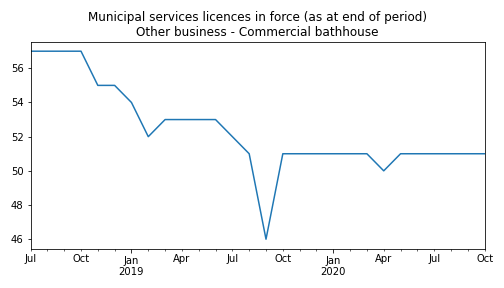 Municipal services licences in force (as at end of period)
Other business - Commercial bathhouse
56
54
52
50
48
46
Jul Oct Jan Apr Jul Oct Jan Apr Jul Oct
2019 2020